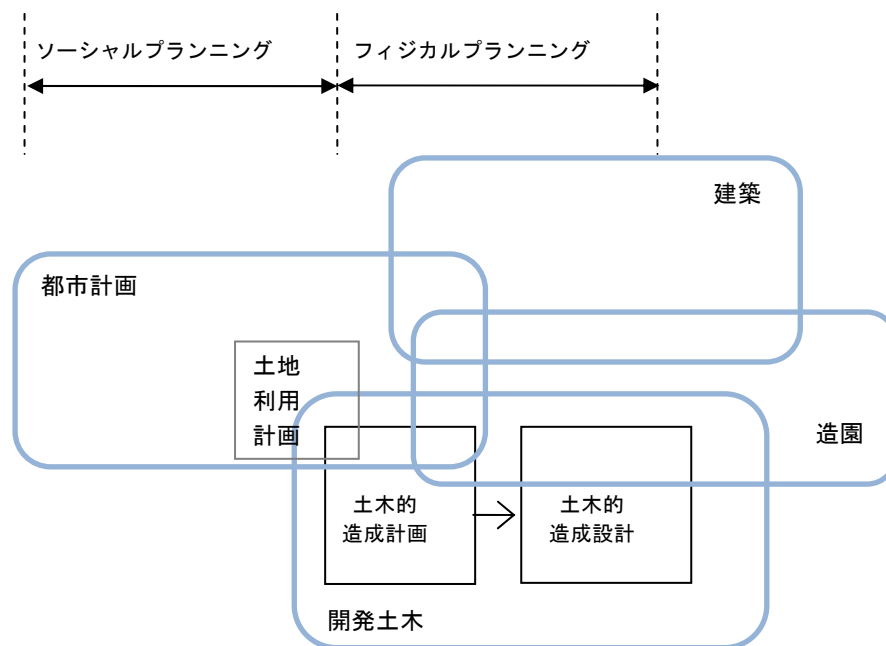 ソーシャルプランニング
フィジカルプランニング
建築
都市計画
土地
利用
計画
造園
土木的
造成計画
土木的
造成設計
開発土木